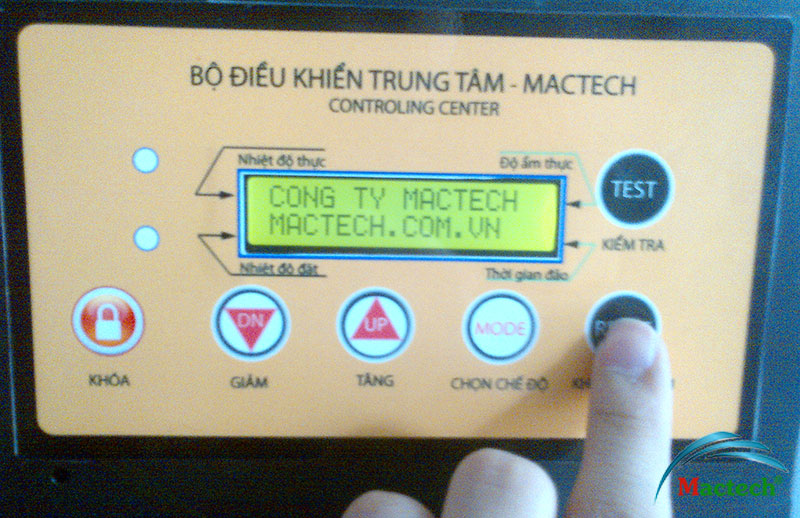 BỘ ĐIỀU KHIỂN TRUNG TÂM - MACTECH
CONTROLING CENTER
Nhiệt độ thực
Độ ẩm thực
CONG TY MACTECH
MACTECH.COM.VN
TEST
KIỂM TRA
Nhiệt độ đặt
Thời gian đảo
DN
UP
MODE
KHÓA
GIẢM
TĂNG
CHỌN CHẾ ĐỘ
Mactech